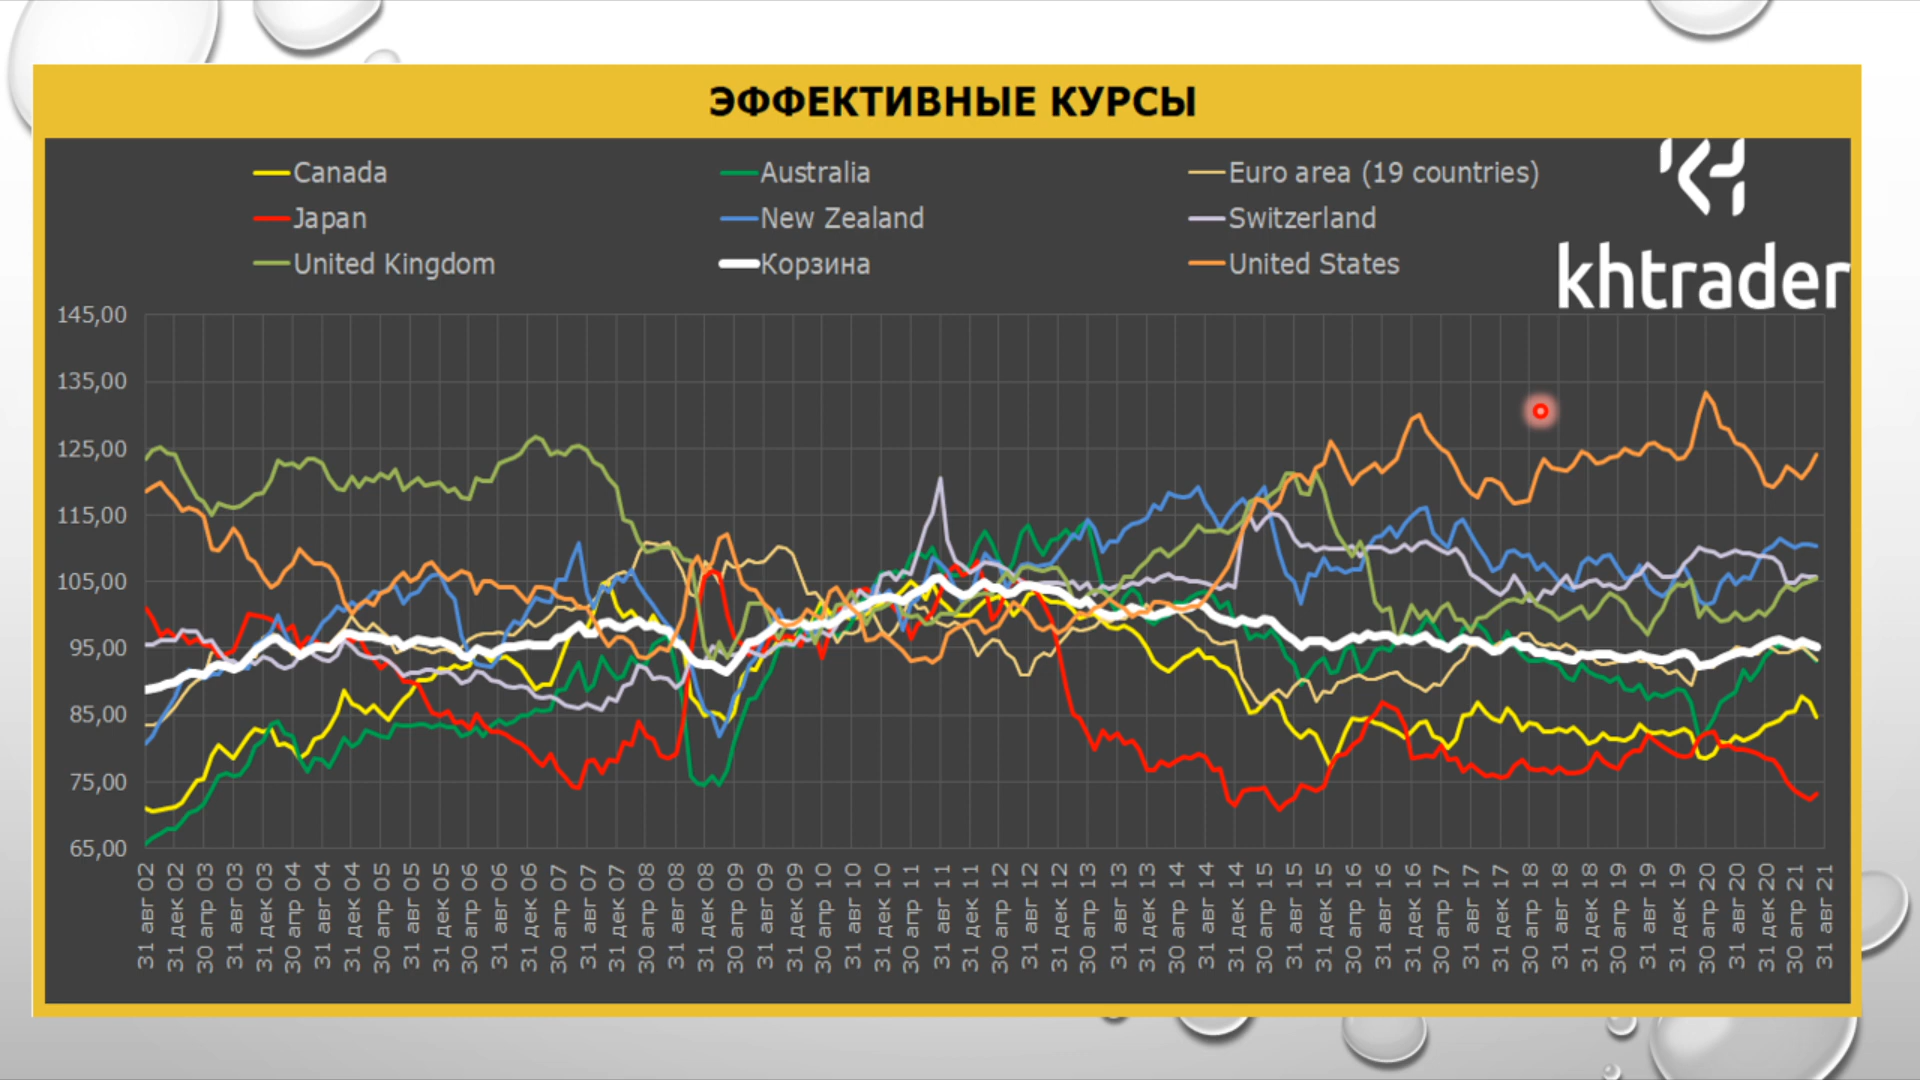 ЭФФЕКТИВНЫЕ КУРСЫ
Canada
Australia
Euro area (19 countries)
Japan
New Zealand
Switzerland
United Kingdom
Корзина
United States
khtrader
145,00
135,00
125,00
115,00
105,00
95,00
85,00
75,00
65,00
31 авг 02
31 дек 02
30 апр 03
31 авг 03
31 дек 03
30 апр 04
31 авг 04
31 дек 04
30 апр 05
31 авг 05
31 дек 05
30 апр 06
31 авг 06
31 дек 06
30 апр 07
31 авг 07
31 дек 07
30 апр 08
31 авг 08
31 дек 08
30 апр 09
31 авг 09
31 дек 09
30 апр 10
31 авг 10
31 дек 10
30 апр 11
31 авг 11
31 дек 11
30 апр 12
31 авг 12
31 дек 12
30 апр 13
31 авг 13
31 дек 13
30 апр 14
31 авг 14
31 дек 14
30 апр 15
31 авг 15
31 дек 15
30 апр 16
31 авг 16
31 дек 16
30 апр 17
31 авг 17
31 дек 17
30 апр 18
31 авг 18
31 дек 18
30 апр 19
31 авг 19
31 дек 19
30 апр 20
31 авг 20
31 дек 20
30 апр 21
31 авг 21